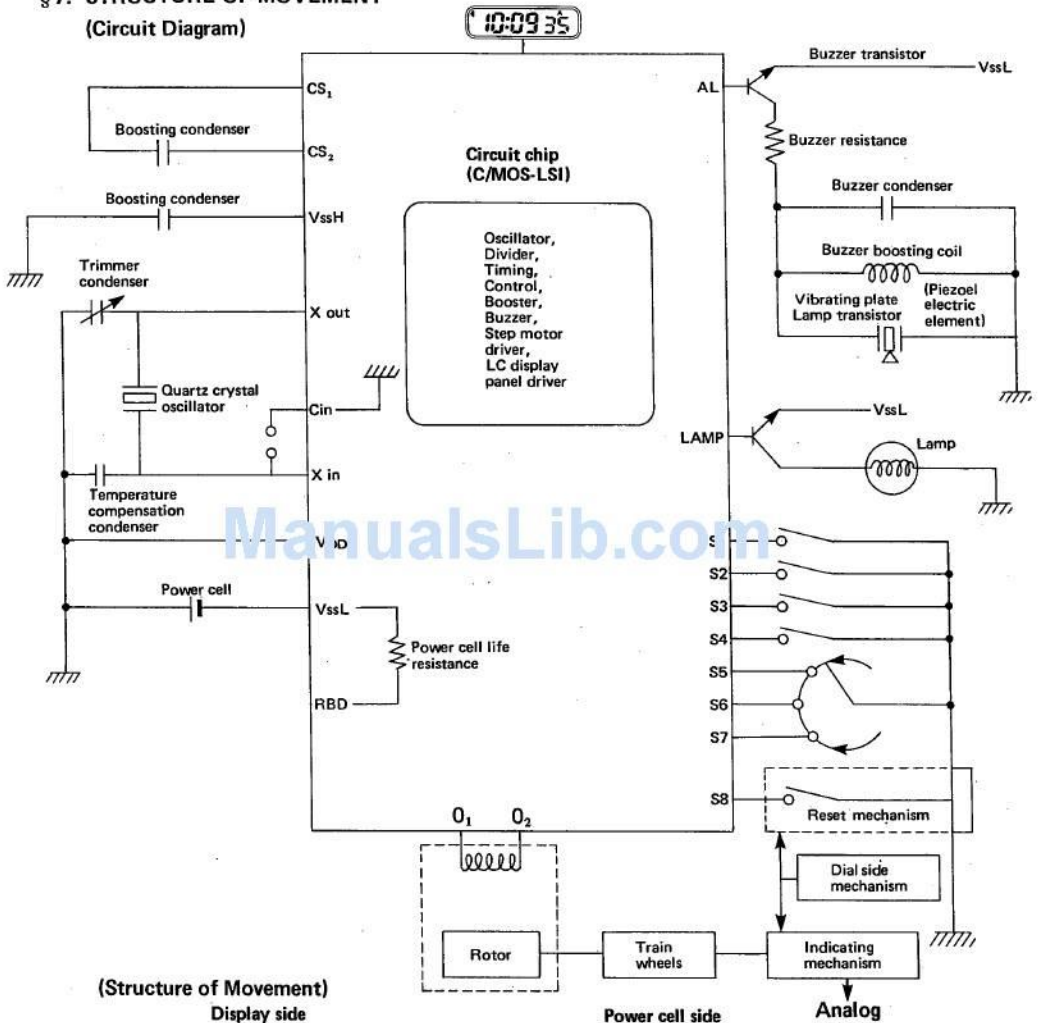 §7. STRUCTURE OF MOVEMENT
(Circuit Diagram)
10:09 35
Buzzer transistor
VssL
AL
CS₁
Boosting condenser
CS₂
Buzzer resistance
Circuit chip
(C/MOS-LSI)
Boosting condenser
VssH
Buzzer condenser
Oscillator,
Divider,
Timing,
Control,
Booster,
Buzzer,
Step motor
driver,
LC display
panel driver
Buzzer boosting coil
(Piezoel
electric
element)
Vibrating plate
Lamp transistor
Trimmer
condenser
X out
Quartz crystal
oscillator
Cin
X in
Temperature
compensation
condenser
VssL
LAMP
Lamp
ManualsLib.com
VDD
S
S2
S3
S4
S5
S6
S7
S8
Power cell
VssL
Power cell life
resistance
RBD
Reset mechanism
O₁ O₂
Dial side
mechanism
Rotor
Train
wheels
Indicating
mechanism
Analog
(Structure of Movement)
Display side
Power cell side